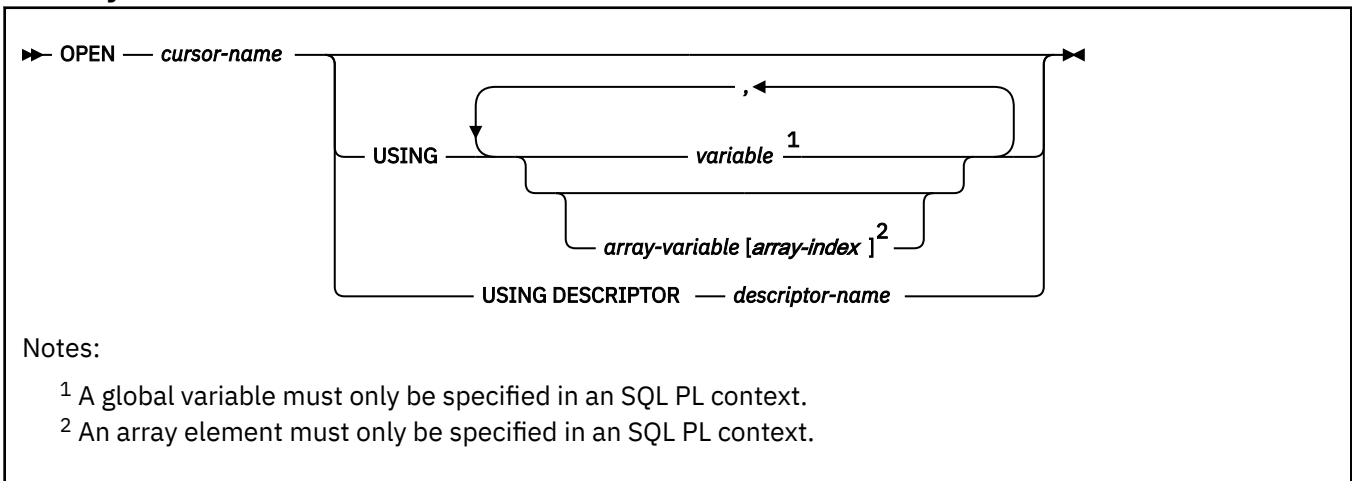 OPEN cursor-name
,
USING variable 1
array-variable [array-index ] 2
USING DESCRIPTOR descriptor-name
Notes:
1 A global variable must only be specified in an SQL PL context.
2 An array element must only be specified in an SQL PL context.